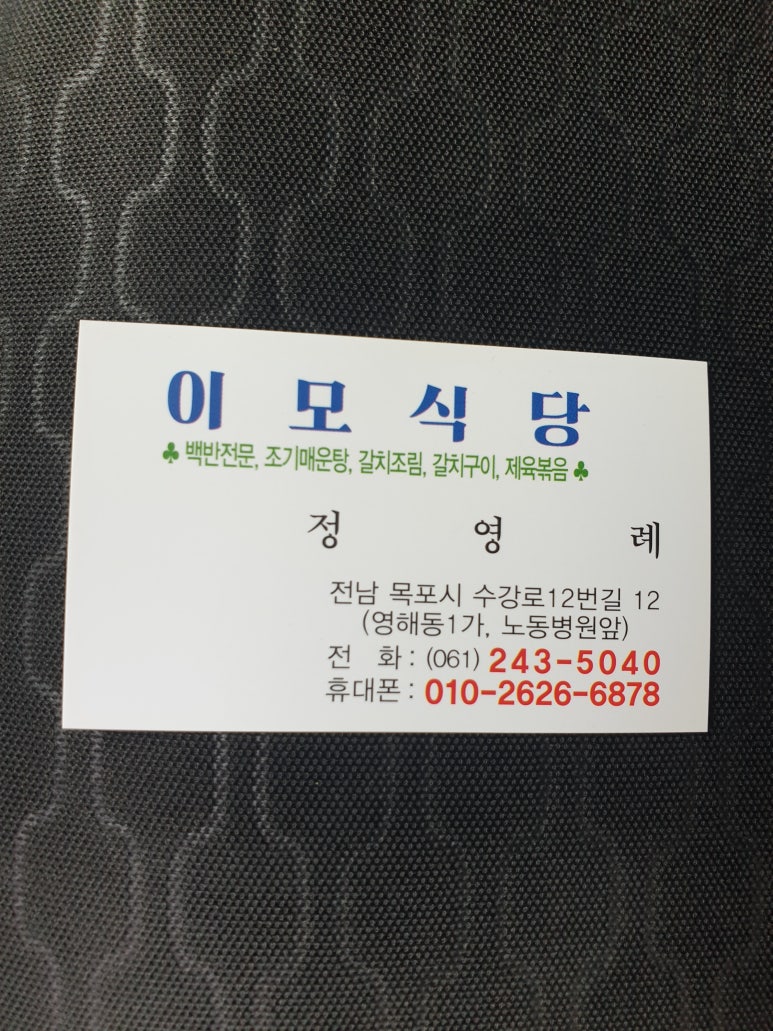 이모식당
♣ 백반전문, 조기매운탕, 갈치조림, 갈치구이, 제육볶음 ♣
정 영 례
전남 목포시 수강로12번길 12
(영해동1가, 노동병원앞)
전 화 : (061) 243-5040
휴대폰 : 010-2626-6878